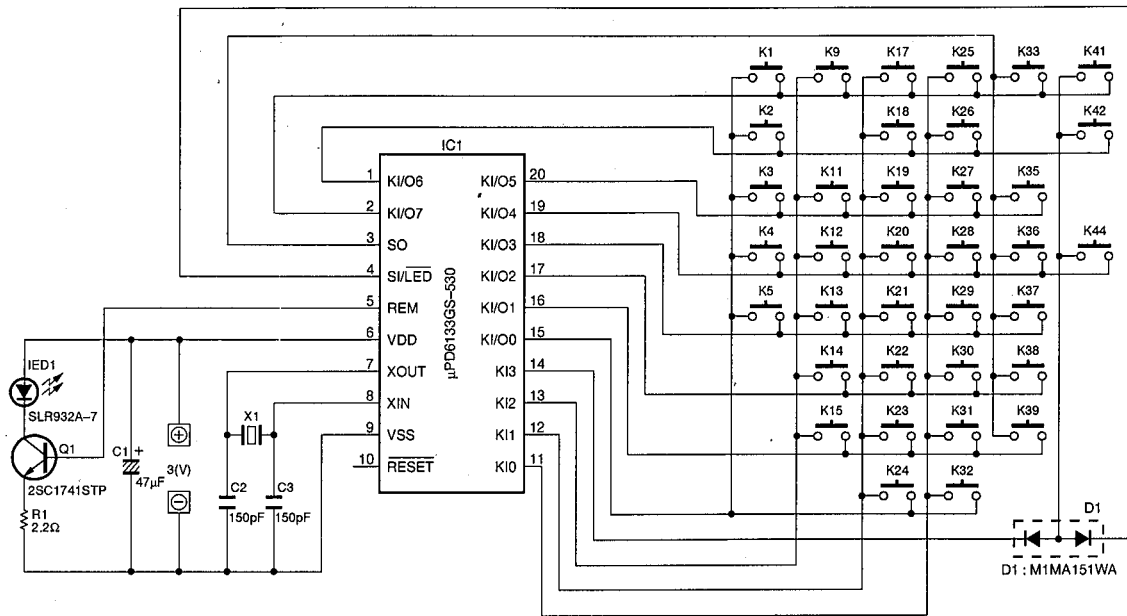 K1 K9 K17 K25 K33 K41
K2 K18 K26 K42
IC1
1 KI/O6 KI/O5 20
K3 K11 K19 K27 K35
2 KI/O7 KI/O4 19
3 SO KI/O3 18
K4 K12 K20 K28 K36 K44
4 SI/LED KI/O2 17
5 REM KI/O1 16
K5 K13 K21 K29 K37
6 VDD KI/O0 15
7 XOUT KI3 14
K14 K22 K30 K38
8 XIN KI2 13
9 VSS KI1 12
K15 K23 K31 K39
10 RESET KI0 11
K24 K32
μPD6133GS-530
IED1
SLR932A-7
Q1
2SC1741STP
R1
2.2Ω
C1 +
47μF
+
3(V)
−
X1
C2
150pF
C3
150pF
D1
D1 : M1MA151WA